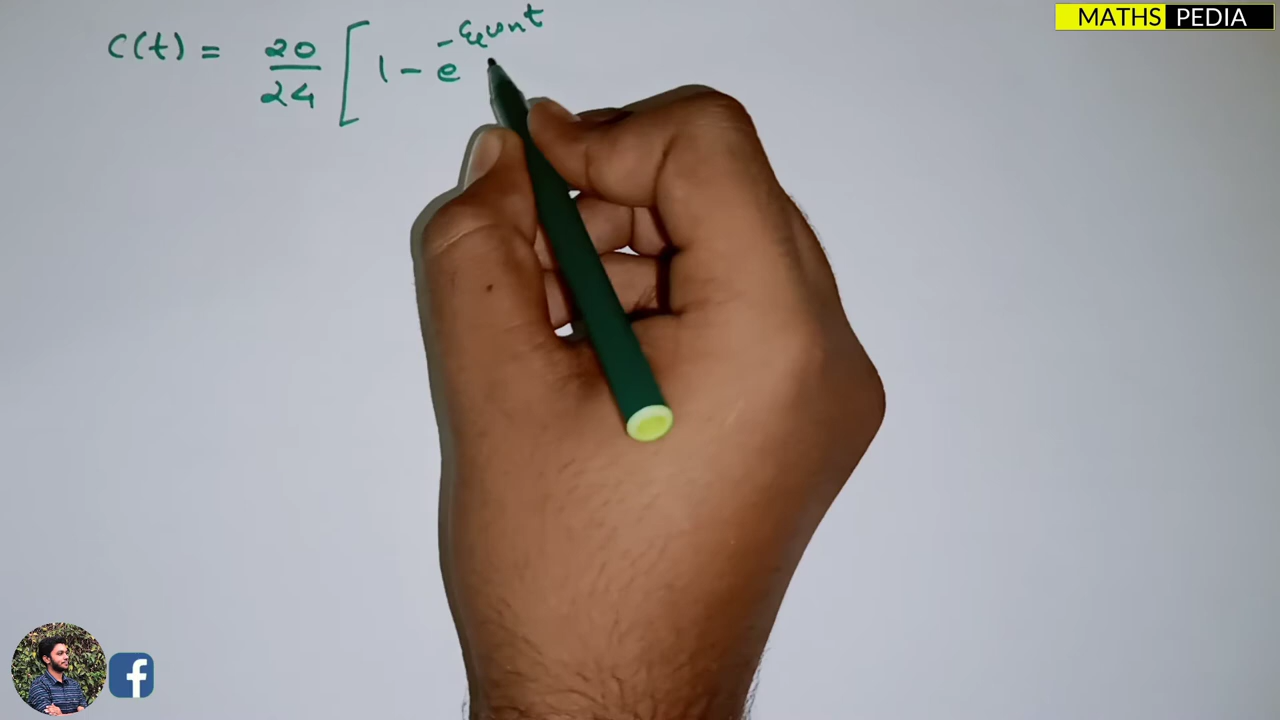 MATHS PEDIA
C(t) = 20/24 [ 1 - e^-ξωnt
f